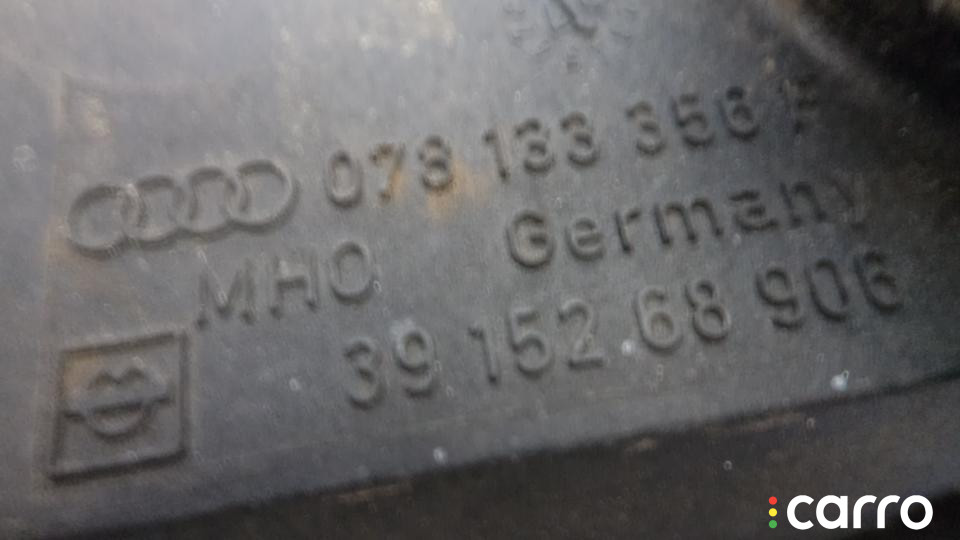 078 133 356 F
MHO Germany
39 152 68 906
carro